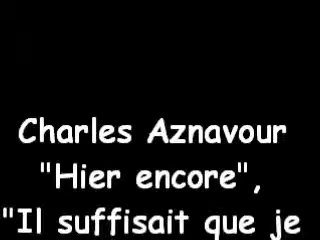 Charles Aznavour
"Hier encore",
"Il suffisait que je